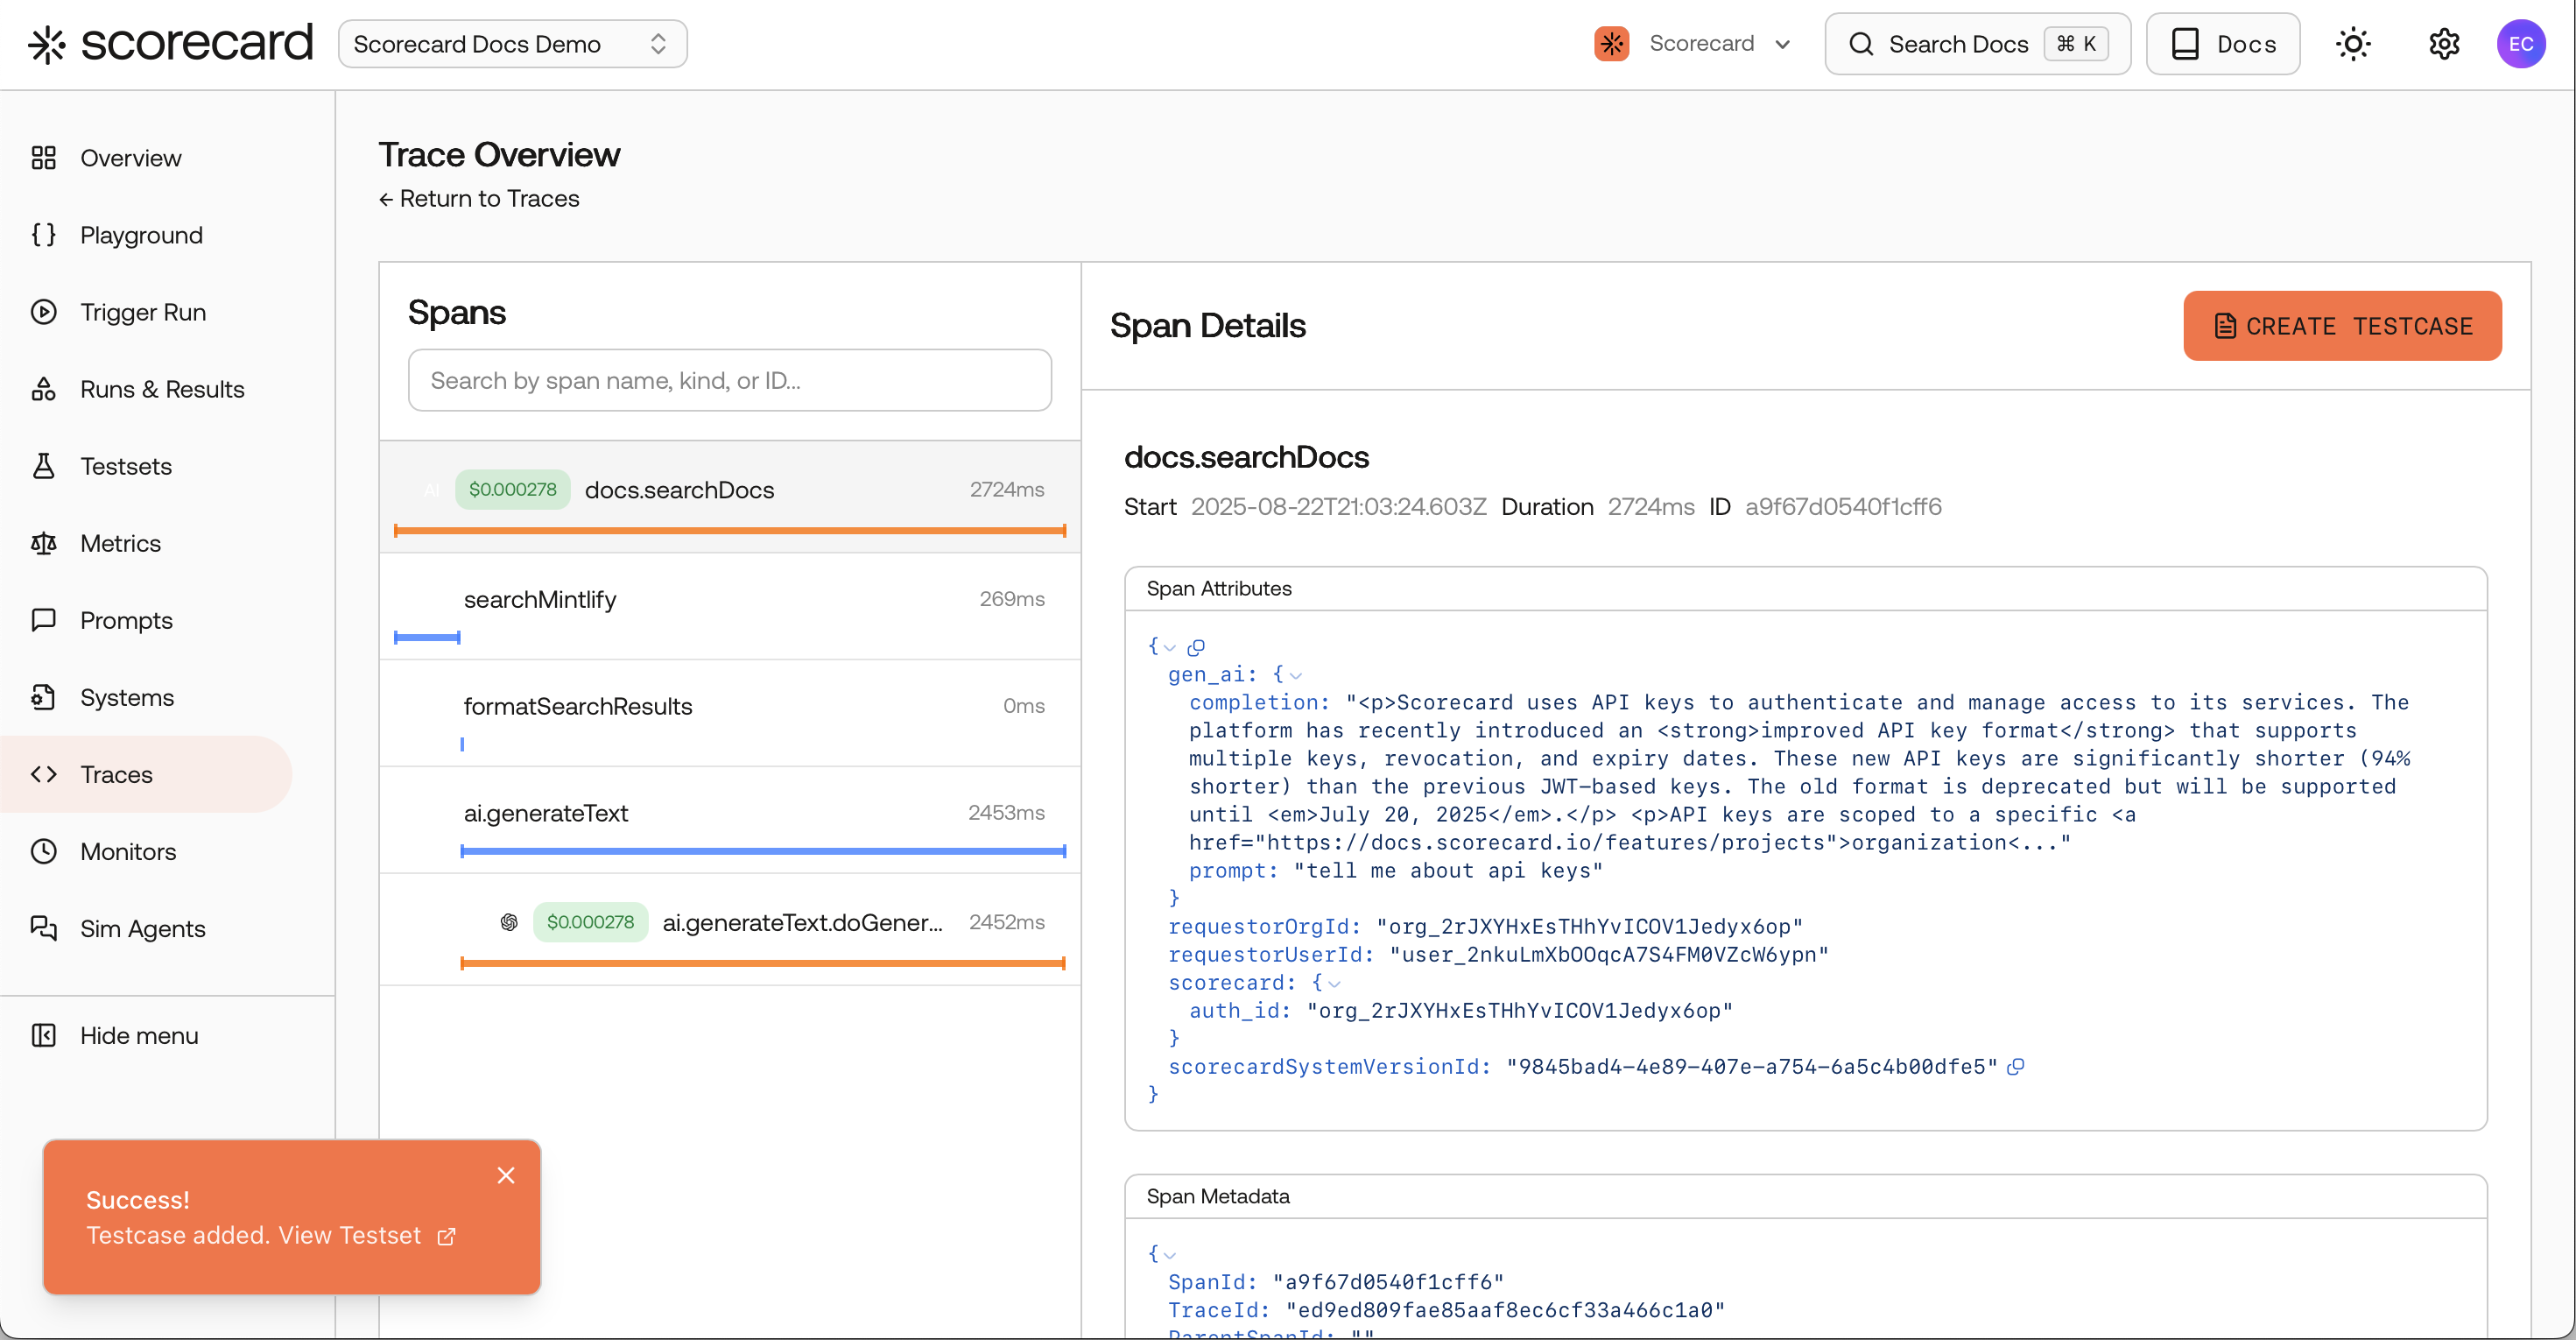 scorecard
Scorecard Docs Demo
Scorecard
Search Docs
⌘ K
Docs
EC
Overview
Playground
Trigger Run
Runs & Results
Testsets
Metrics
Prompts
Systems
Traces
Monitors
Sim Agents
Hide menu
Trace Overview
← Return to Traces
Spans
Search by span name, kind, or ID...
AI $0.000278 docs.searchDocs 2724ms
searchMintlify 269ms
formatSearchResults 0ms
ai.generateText 2453ms
$0.000278 ai.generateText.doGener... 2452ms
Span Details
CREATE TESTCASE
docs.searchDocs
Start 2025-08-22T21:03:24.603Z Duration 2724ms ID a9f67d0540f1cff6
Span Attributes
{
gen_ai: {
completion: "<p>Scorecard uses API keys to authenticate and manage access to its services. The
platform has recently introduced an <strong>improved API key format</strong> that supports
multiple keys, revocation, and expiry dates. These new API keys are significantly shorter (94%
shorter) than the previous JWT-based keys. The old format is deprecated but will be supported
until <em>July 20, 2025</em>.</p> <p>API keys are scoped to a specific <a
href="https://docs.scorecard.io/features/projects">organization<..."
prompt: "tell me about api keys"
}
requestorOrgId: "org_2rJXYHxEsTHhYvICOV1Jedyx6op"
requestorUserId: "user_2nkuLmXbOOqcA7S4FM0VZcW6ypn"
scorecard: {
auth_id: "org_2rJXYHxEsTHhYvICOV1Jedyx6op"
}
scorecardSystemVersionId: "9845bad4-4e89-407e-a754-6a5c4b00dfe5"
}
Span Metadata
{
SpanId: "a9f67d0540f1cff6"
TraceId: "ed9ed809fae85aaf8ec6cf33a466c1a0"
ParentSpanId: ""
Success!
Testcase added. View Testset